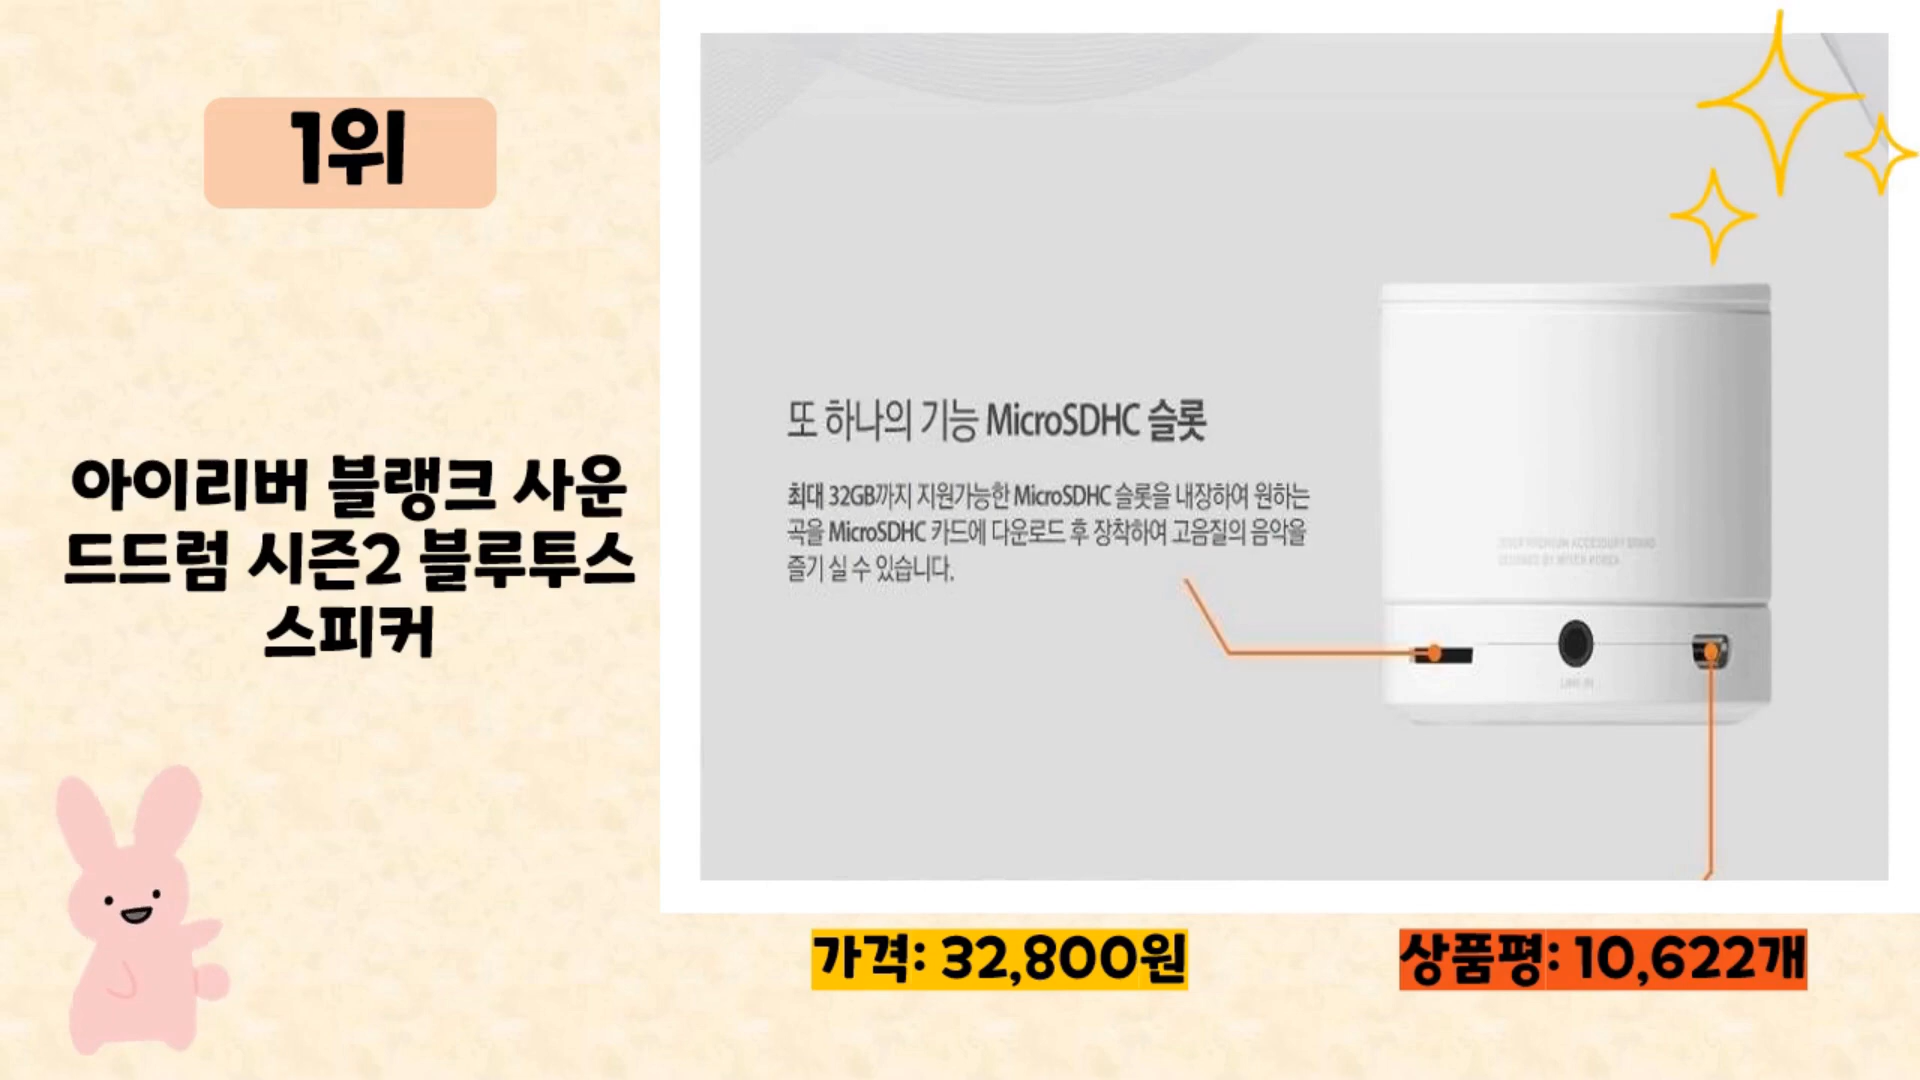 1위
아이리버 블랭크 사운
드드럼 시즌2 블루투스
스피커
또 하나의 기능 MicroSDHC 슬롯
최대 32GB까지 지원가능한 MicroSDHC 슬롯을 내장하여 원하는
곡을 MicroSDHC 카드에 다운로드 후 장착하여 고음질의 음악을
즐기 실 수 있습니다.
LINE IN
가격: 32,800원
상품평: 10,622개